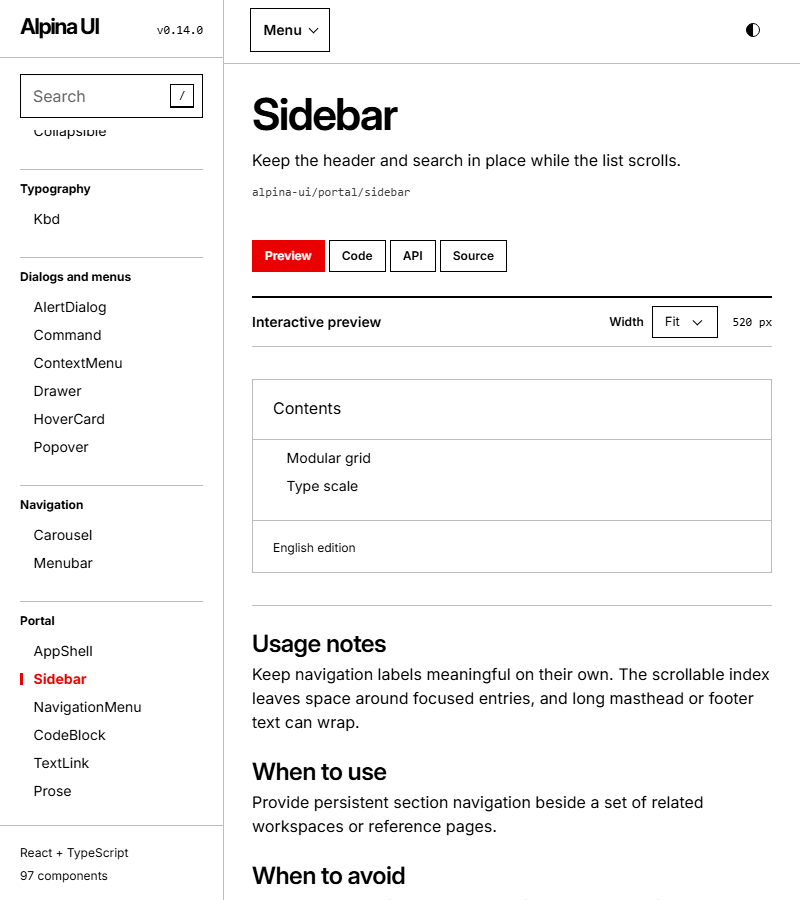 Alpina UI
v0.14.0
Search
/
Collapsible
Typography
Kbd
Dialogs and menus
AlertDialog
Command
ContextMenu
Drawer
HoverCard
Popover
Navigation
Carousel
Menubar
Portal
AppShell
Sidebar
NavigationMenu
CodeBlock
TextLink
Prose
React + TypeScript
97 components
Menu
Sidebar
Keep the header and search in place while the list scrolls.
alpina-ui/portal/sidebar
Preview
Code
API
Source
Interactive preview
Width
Fit
520 px
Contents
Modular grid
Type scale
English edition
Usage notes
Keep navigation labels meaningful on their own. The scrollable index
leaves space around focused entries, and long masthead or footer
text can wrap.
When to use
Provide persistent section navigation beside a set of related
workspaces or reference pages.
When to avoid